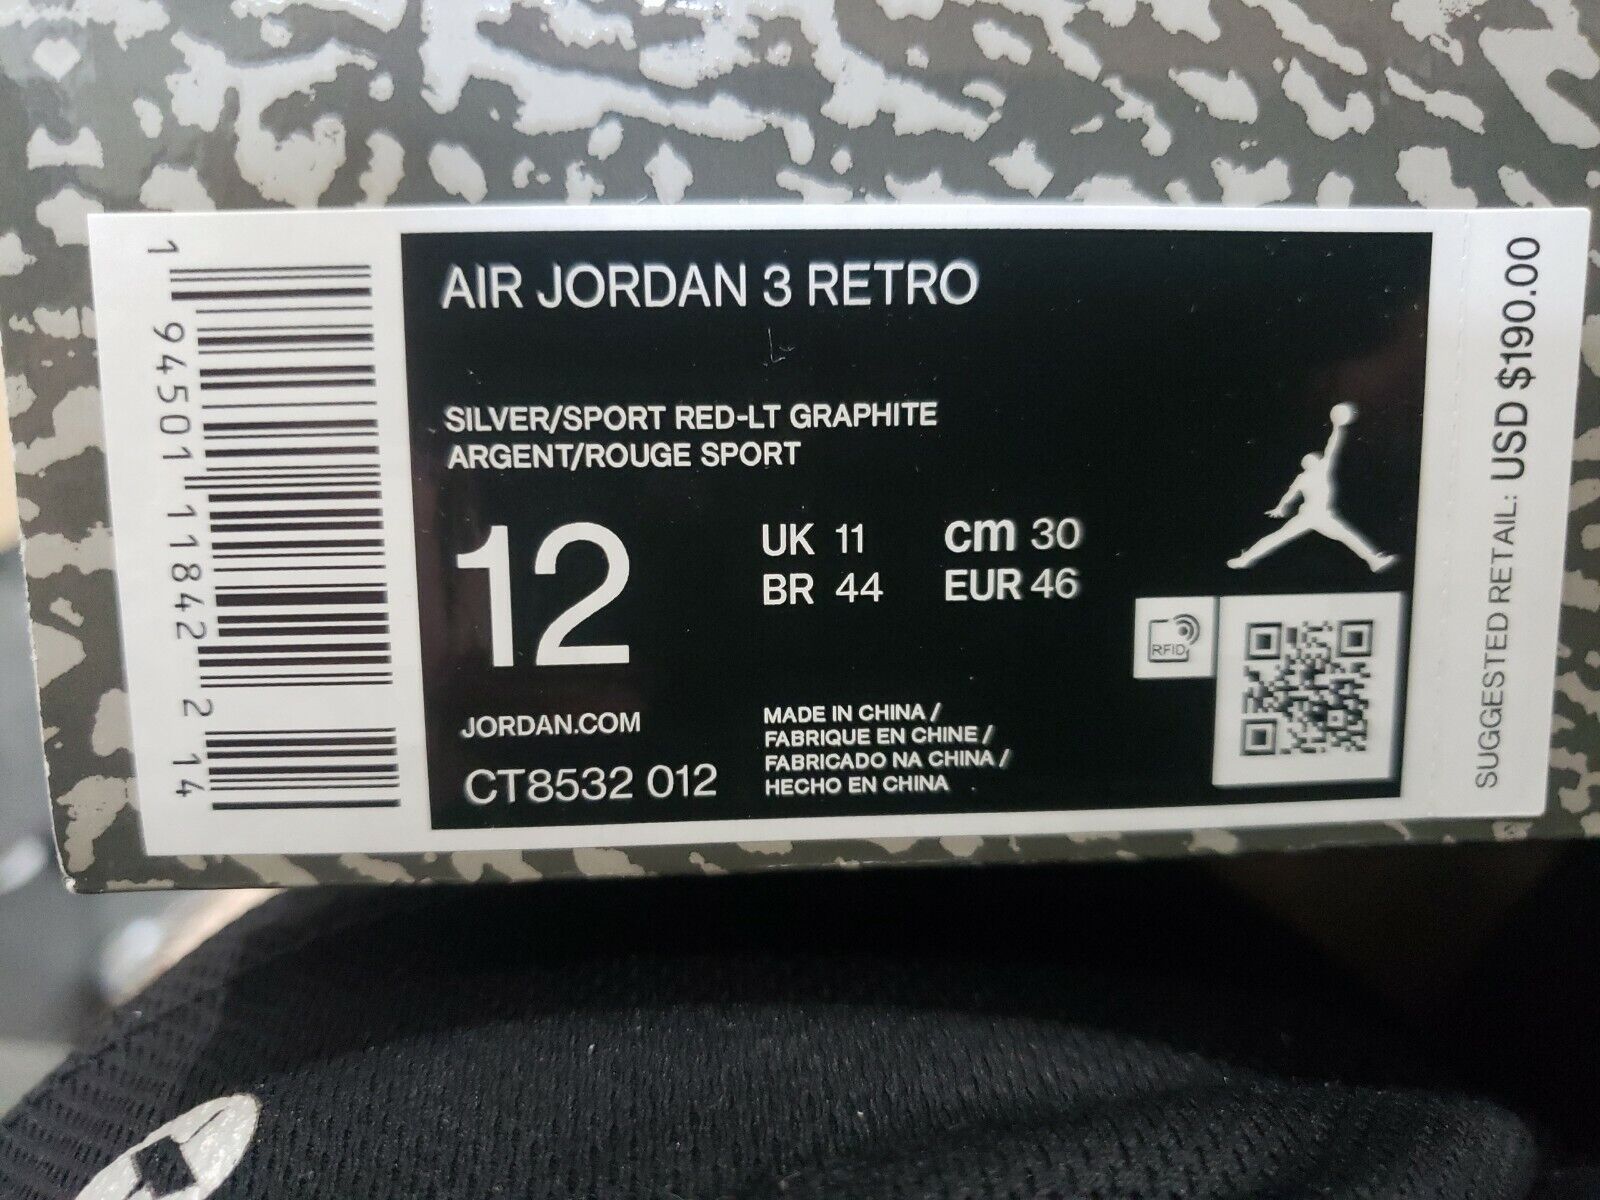 1 94501 11842 2 14
AIR JORDAN 3 RETRO
SILVER/SPORT RED-LT GRAPHITE
ARGENT/ROUGE SPORT
12
UK 11
BR 44
cm 30
EUR 46
RFID
JORDAN.COM
CT8532 012
MADE IN CHINA /
FABRIQUE EN CHINE /
FABRICADO NA CHINA /
HECHO EN CHINA
SUGGESTED RETAIL: USD $190.00